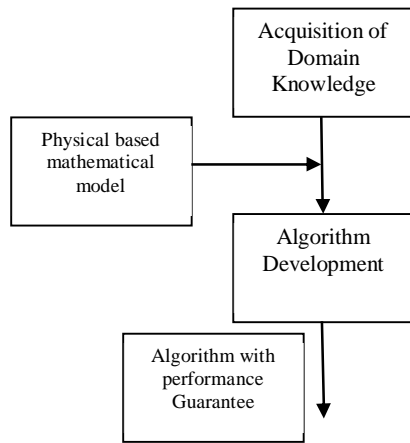 Acquisition of
Domain
Knowledge
Physical based
mathematical
model
Algorithm
Development
Algorithm with
performance
Guarantee